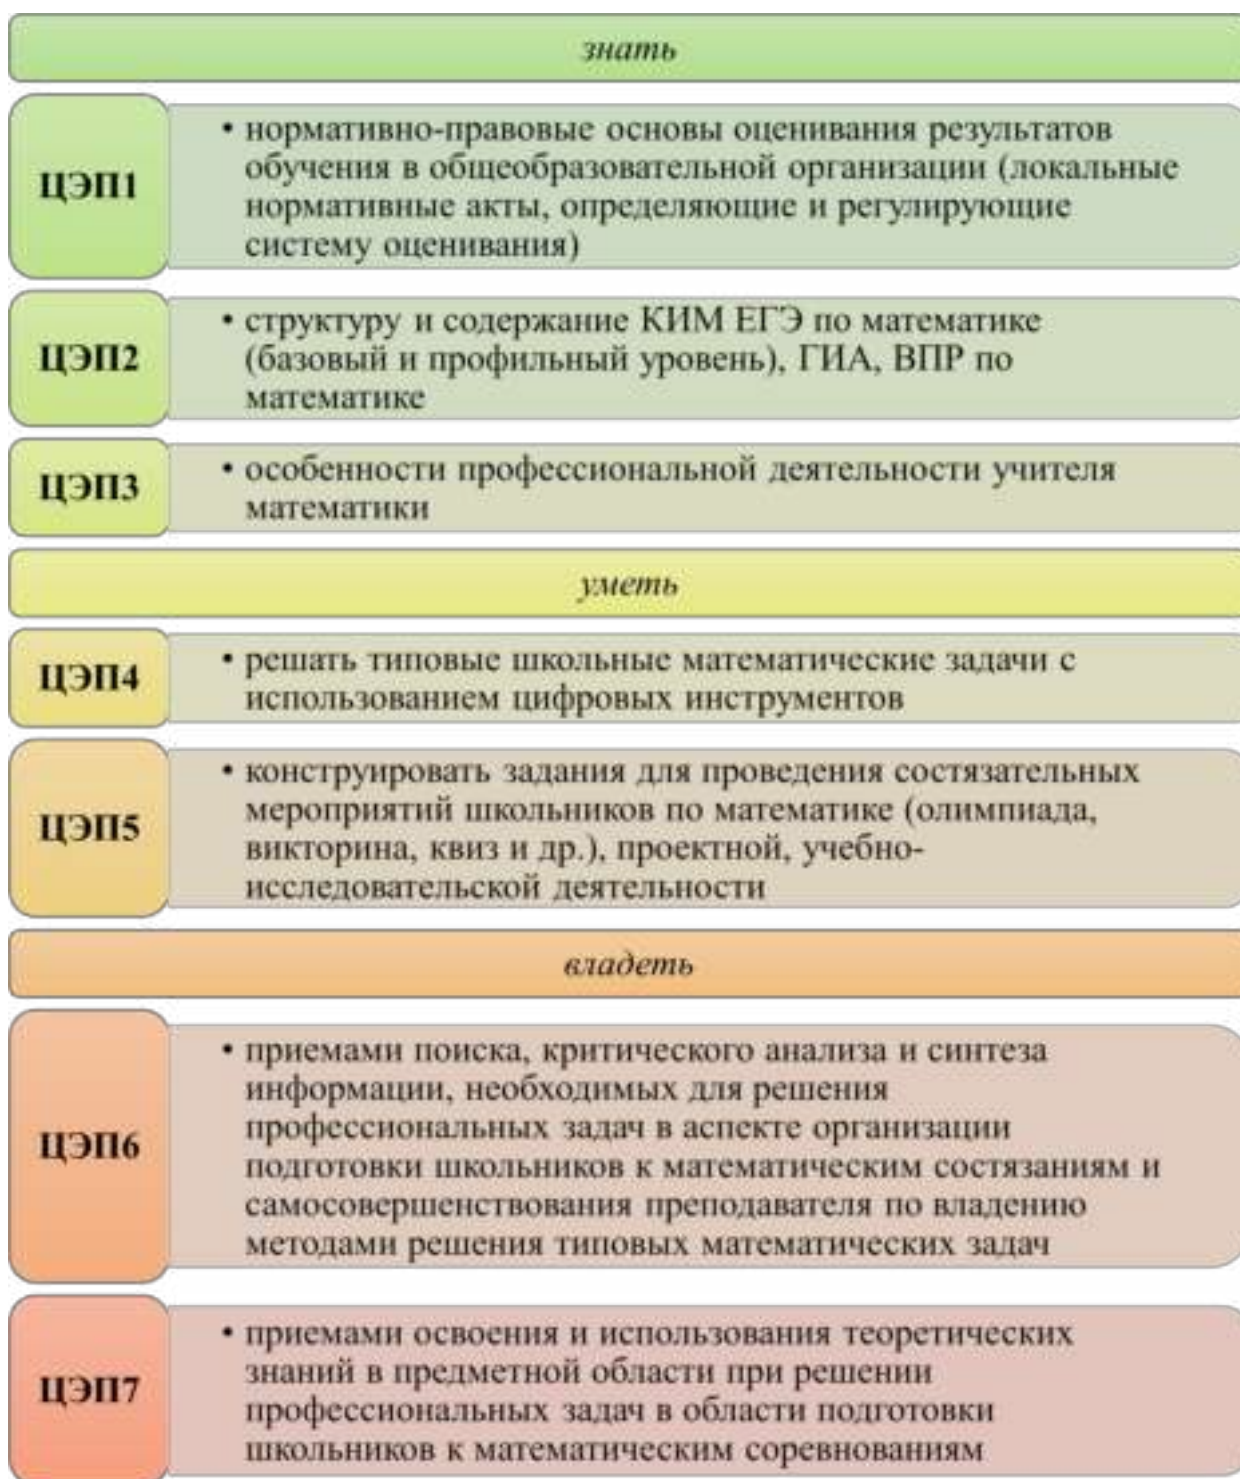 знать
ЦЭП1
• нормативно-правовые основы оценивания результатов
обучения в общеобразовательной организации (локальные
нормативные акты, определяющие и регулирующие
систему оценивания)
ЦЭП2
• структуру и содержание КИМ ЕГЭ по математике
(базовый и профильный уровень), ГИА, ВПР по
математике
ЦЭП3
• особенности профессиональной деятельности учителя
математики
уметь
ЦЭП4
• решать типовые школьные математические задачи с
использованием цифровых инструментов
ЦЭП5
• конструировать задания для проведения состязательных
мероприятий школьников по математике (олимпиада,
викторина, квиз и др.), проектной, учебно-
исследовательской деятельности
владеть
ЦЭП6
• приемами поиска, критического анализа и синтеза
информации, необходимых для решения
профессиональных задач в аспекте организации
подготовки школьников к математическим состязаниям и
самосовершенствования преподавателя по владению
методами решения типовых математических задач
ЦЭП7
• приемами освоения и использования теоретических
знаний в предметной области при решении
профессиональных задач в области подготовки
школьников к математическим соревнованиям